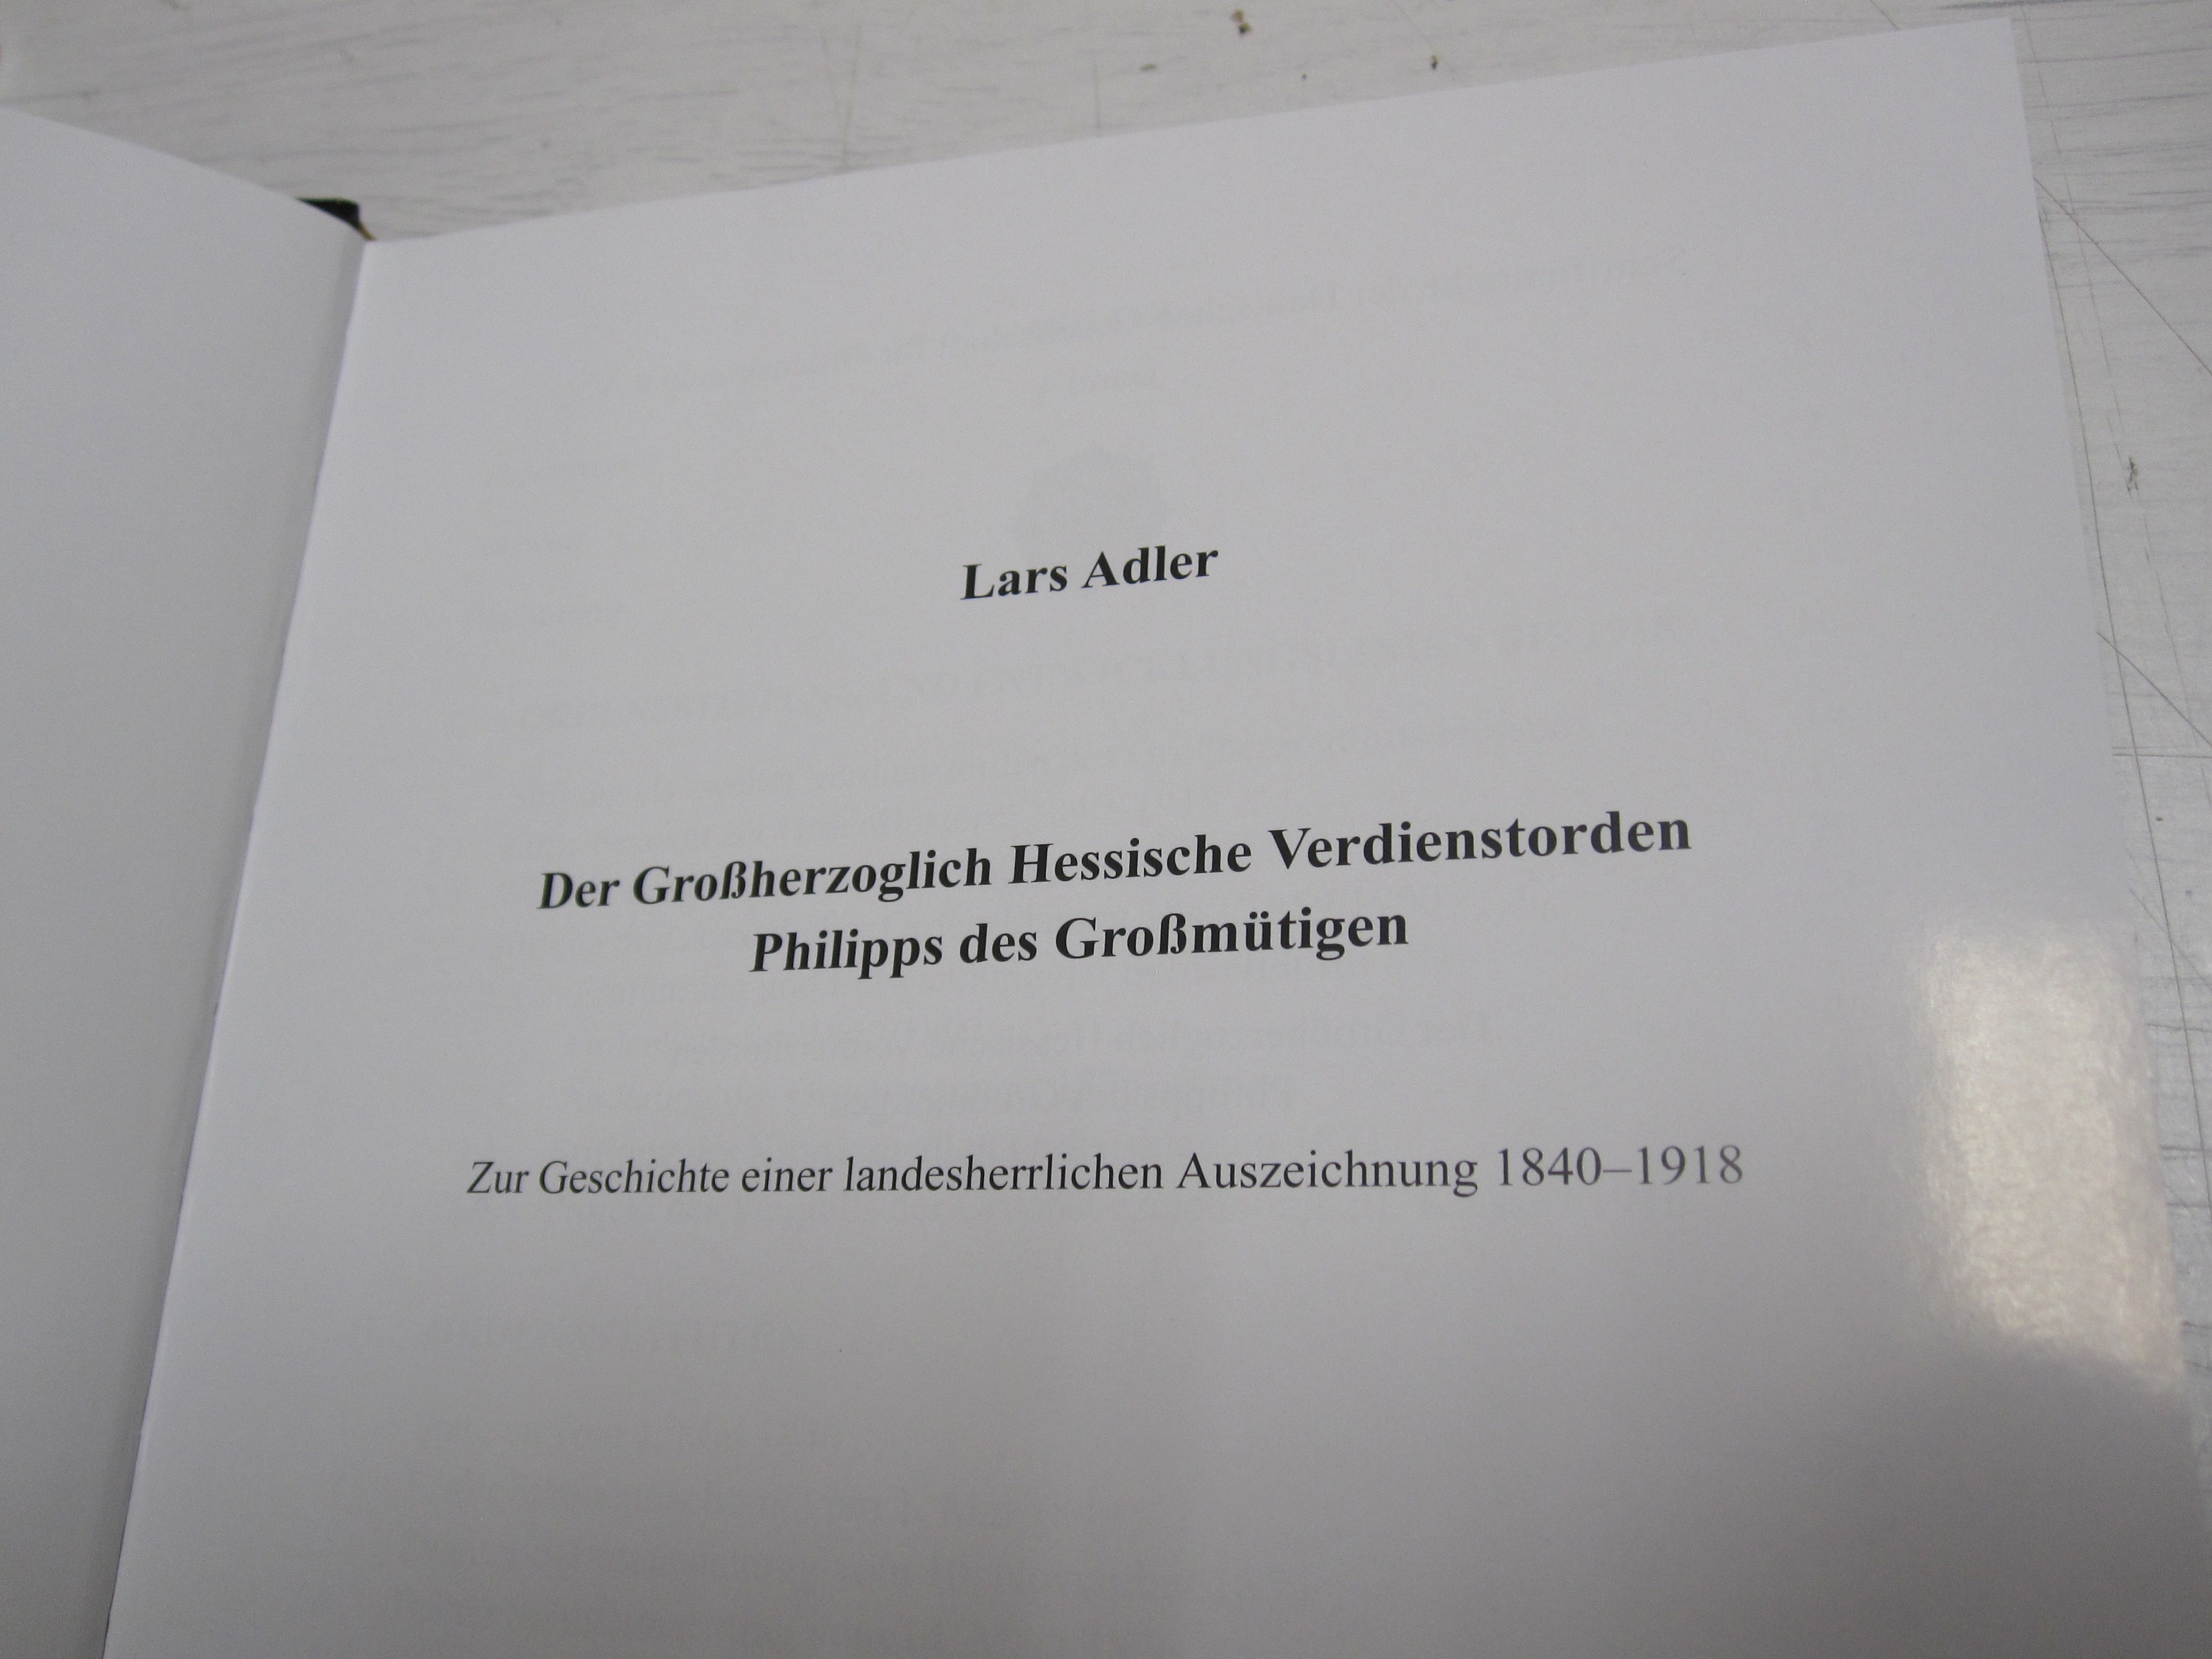 Lars Adler
Der Großherzoglich Hessische Verdienstorden
Philipps des Großmütigen
Zur Geschichte einer landesherrlichen Auszeichnung 1840–1918